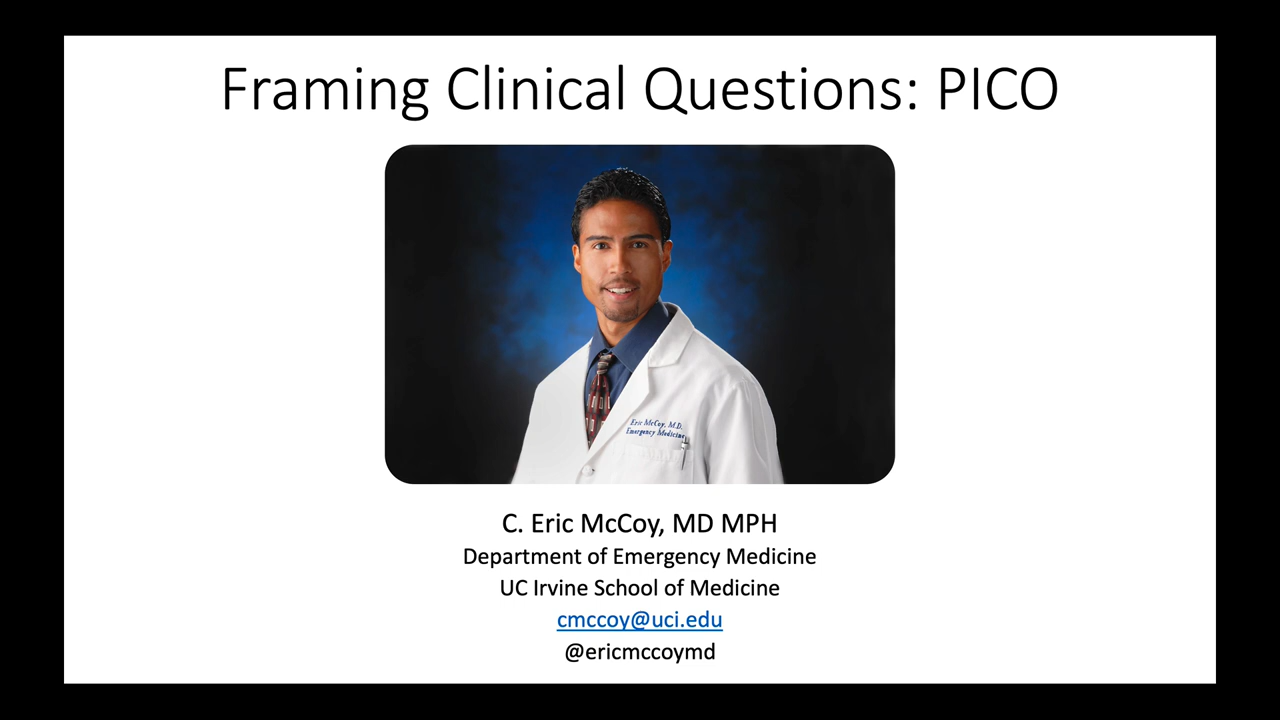 Framing Clinical Questions: PICO
Eric McCoy, M.D.
Emergency Medicine
C. Eric McCoy, MD MPH
Department of Emergency Medicine
UC Irvine School of Medicine
cmccoy@uci.edu
@ericmccoymd